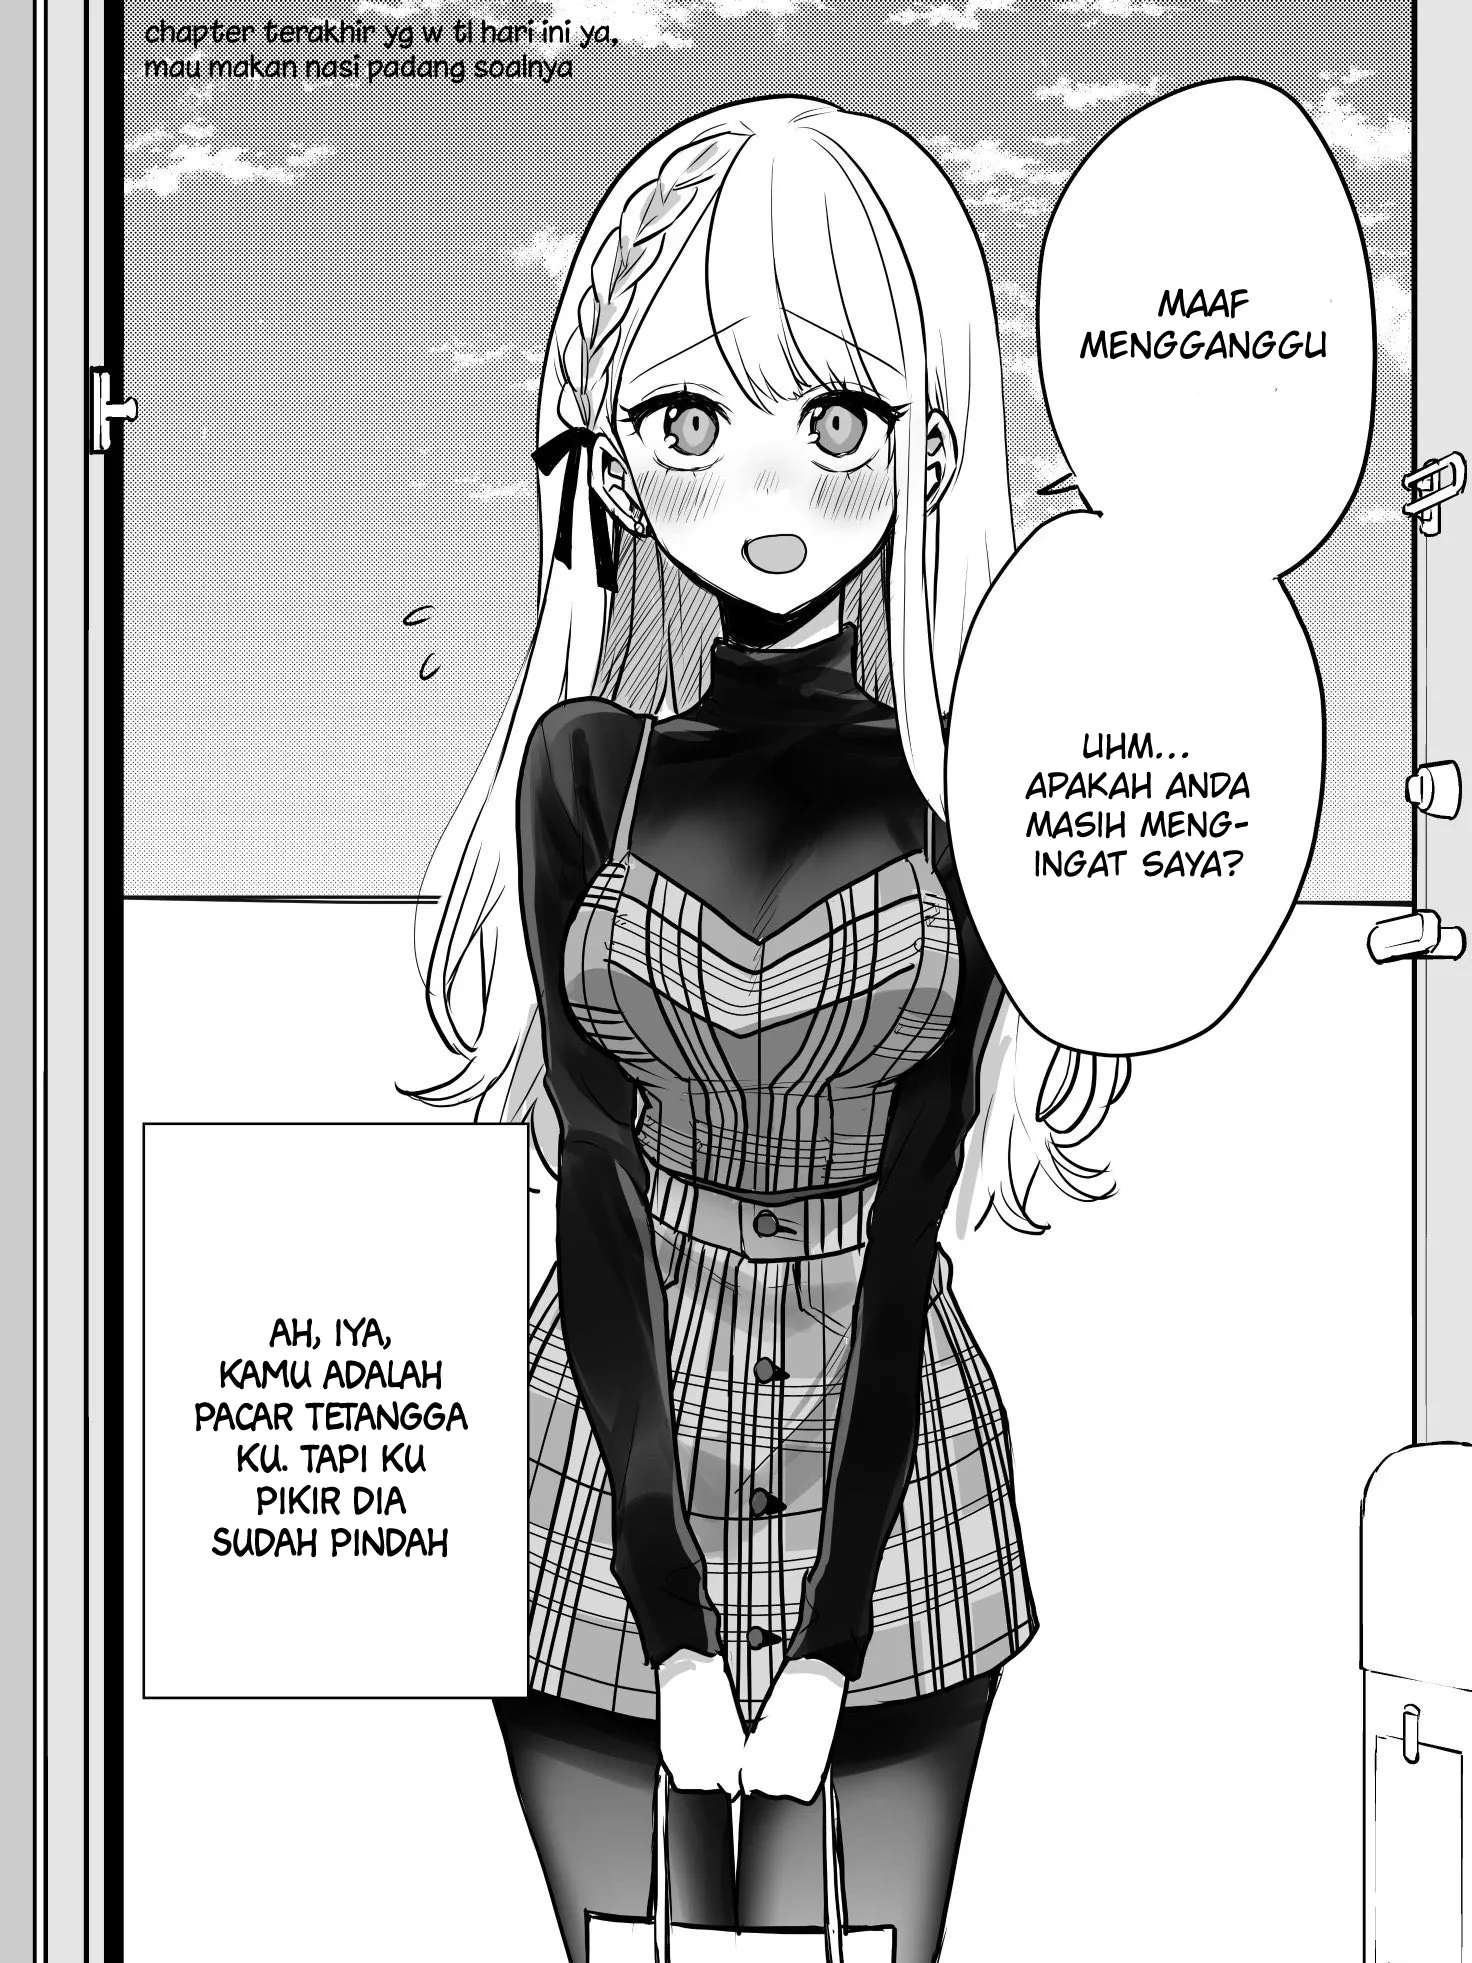 chapter terakhir yg w tl hari ini ya,
mau makan nasi padang soalnya
MAAF
MENGGANGGU
UHM...
APAKAH ANDA
MASIH MENG-
INGAT SAYA?
AH, IYA,
KAMU ADALAH
PACAR TETANGGA
KU. TAPI KU
PIKIR DIA
SUDAH PINDAH